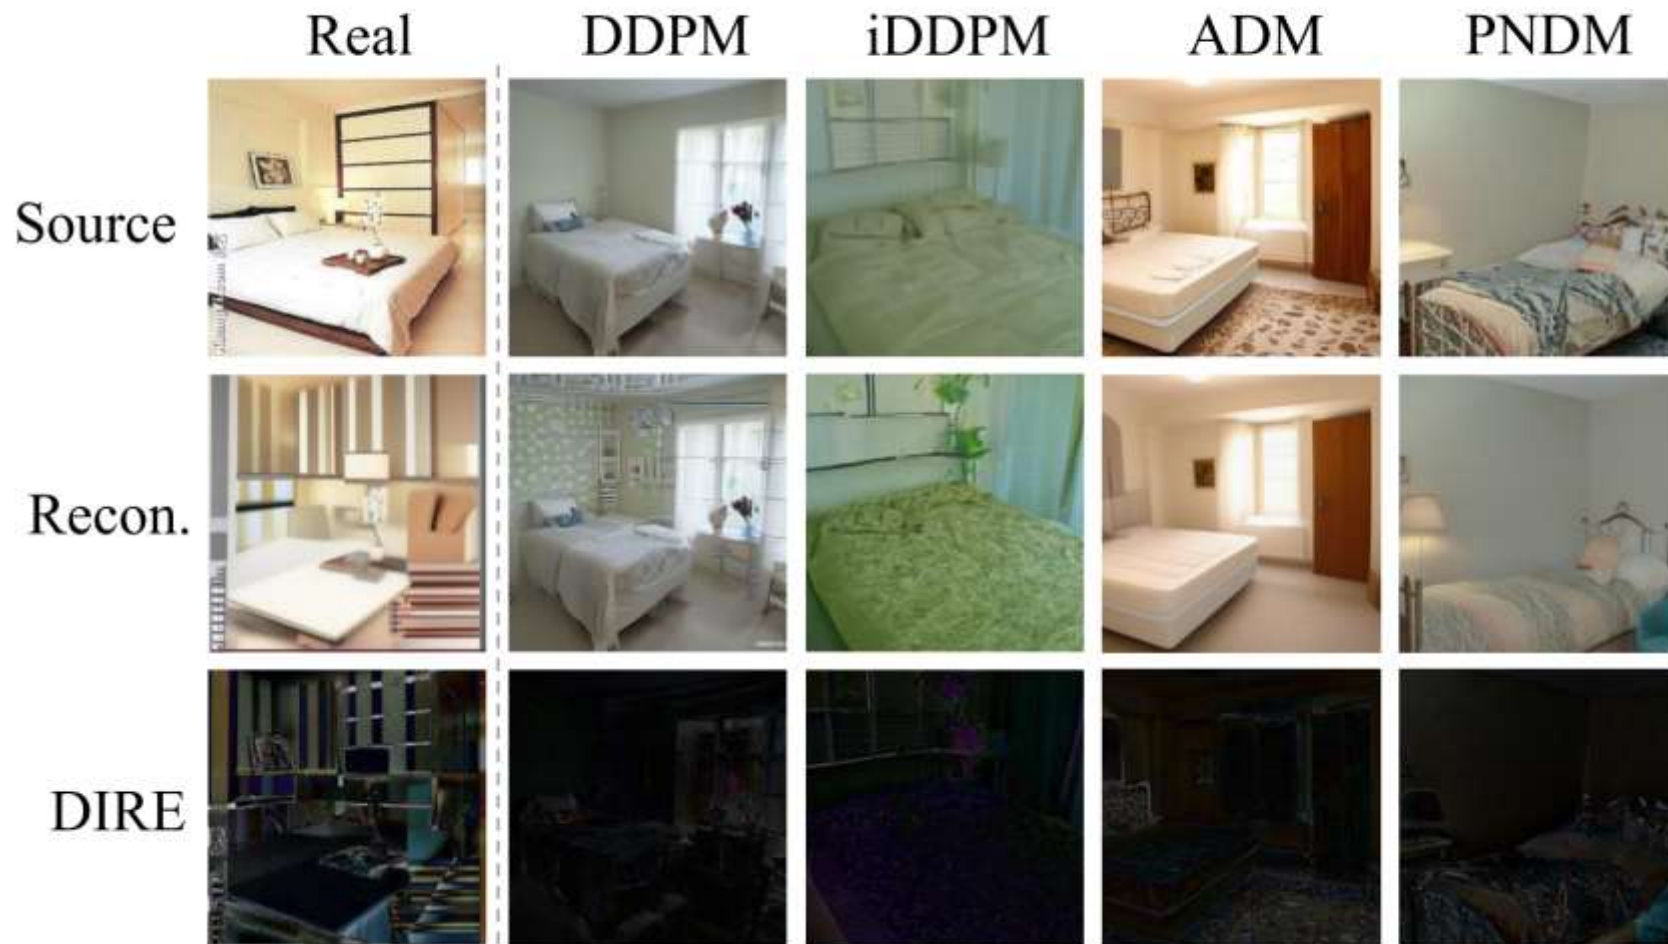 Real DDPM iDDPM ADM PNDM
Source
Recon.
DIRE